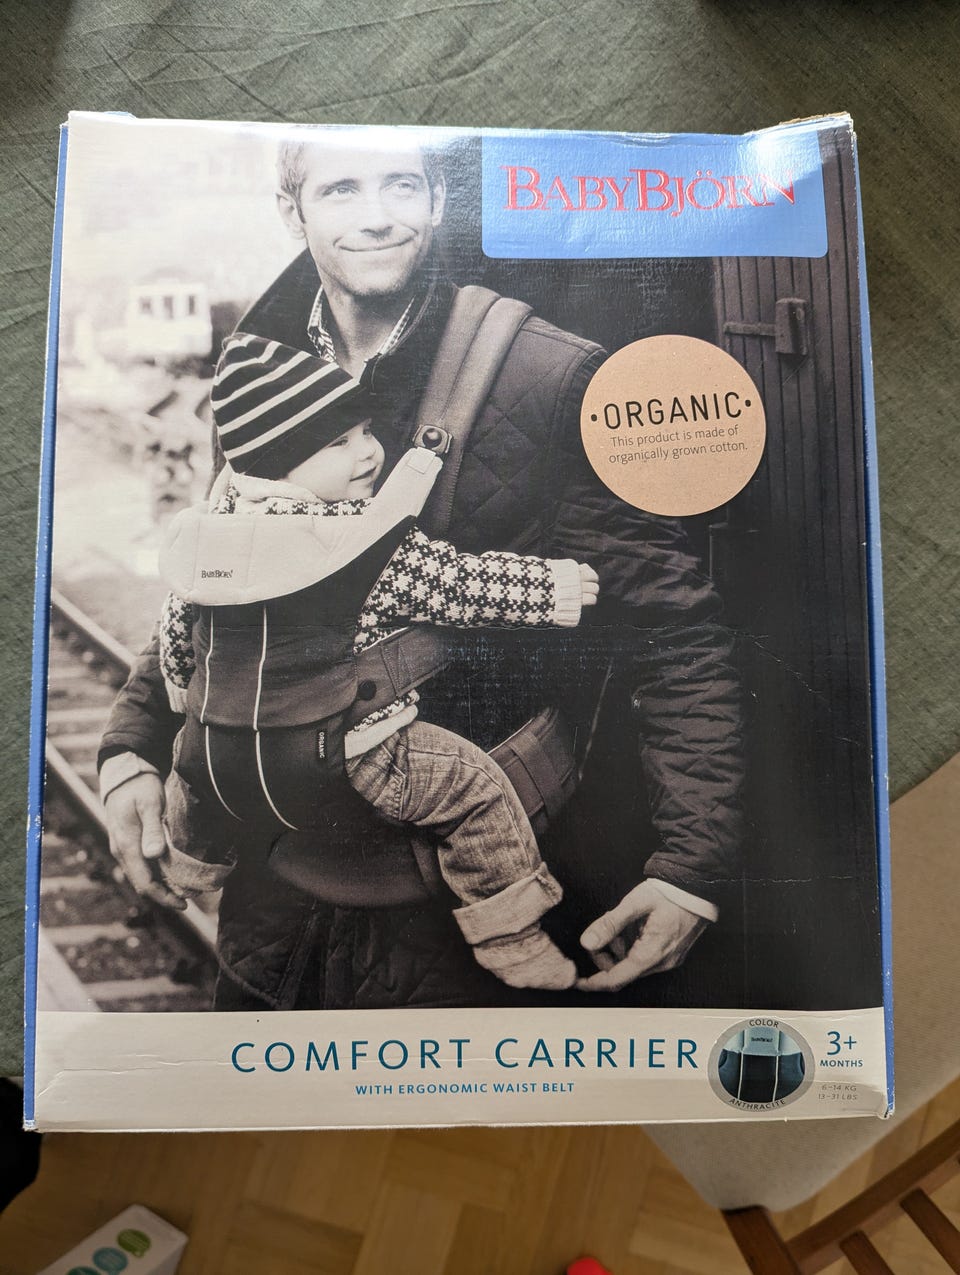 BABYBJÖRN
•ORGANIC•
This product is made of
organically grown cotton.
BABYBJÖRN
ORGANIC
COMFORT CARRIER
WITH ERGONOMIC WAIST BELT
COLOR
BABYBJÖRN
ANTHRACITE
3+
MONTHS
6–14 KG
13–31 LBS